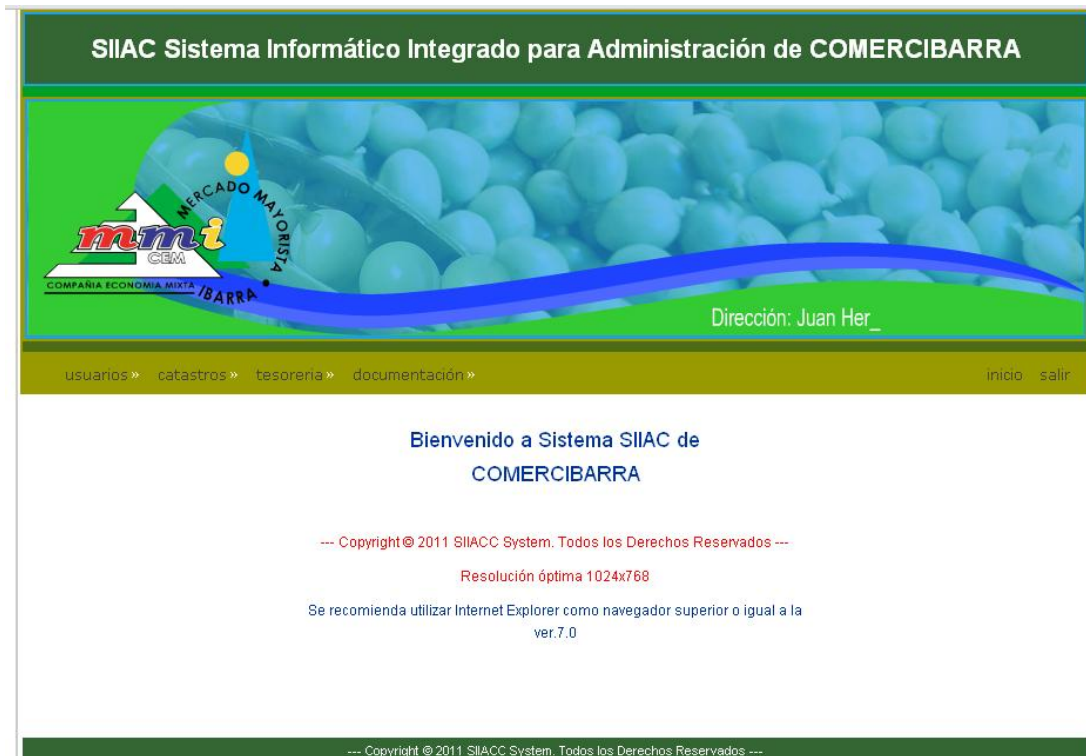 SIIAC Sistema Informático Integrado para Administración de COMERCIBARRA
MERCADO MAYORISTA
mmi
CEM
COMPAÑIA ECONOMIA MIXTA
IBARRA
Dirección: Juan Her_
usuarios» catastros» tesoreria» documentación» inicio salir
Bienvenido a Sistema SIIAC de
COMERCIBARRA
--- Copyright © 2011 SIIACC System. Todos los Derechos Reservados ---
Resolución óptima 1024x768
Se recomienda utilizar Internet Explorer como navegador superior o igual a la
ver.7.0
--- Copyright © 2011 SIIACC System. Todos los Derechos Reservados ---